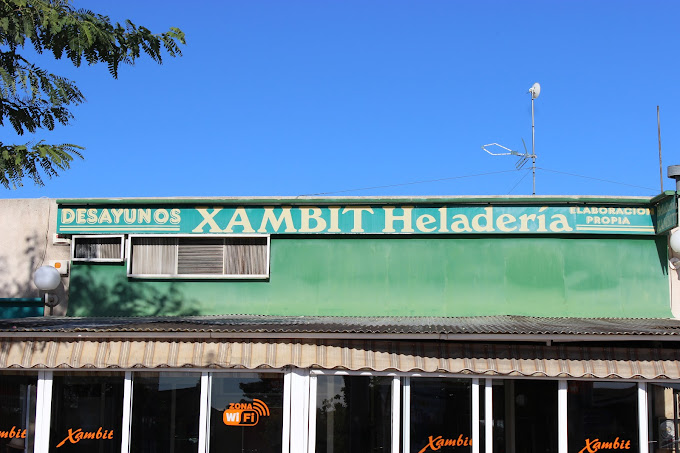 DESAYUNOS
XAMBIT Heladería
ELABORACION
PROPIA
Xambit
Xambit
ZONA
WiFi
Xambit
Xambit